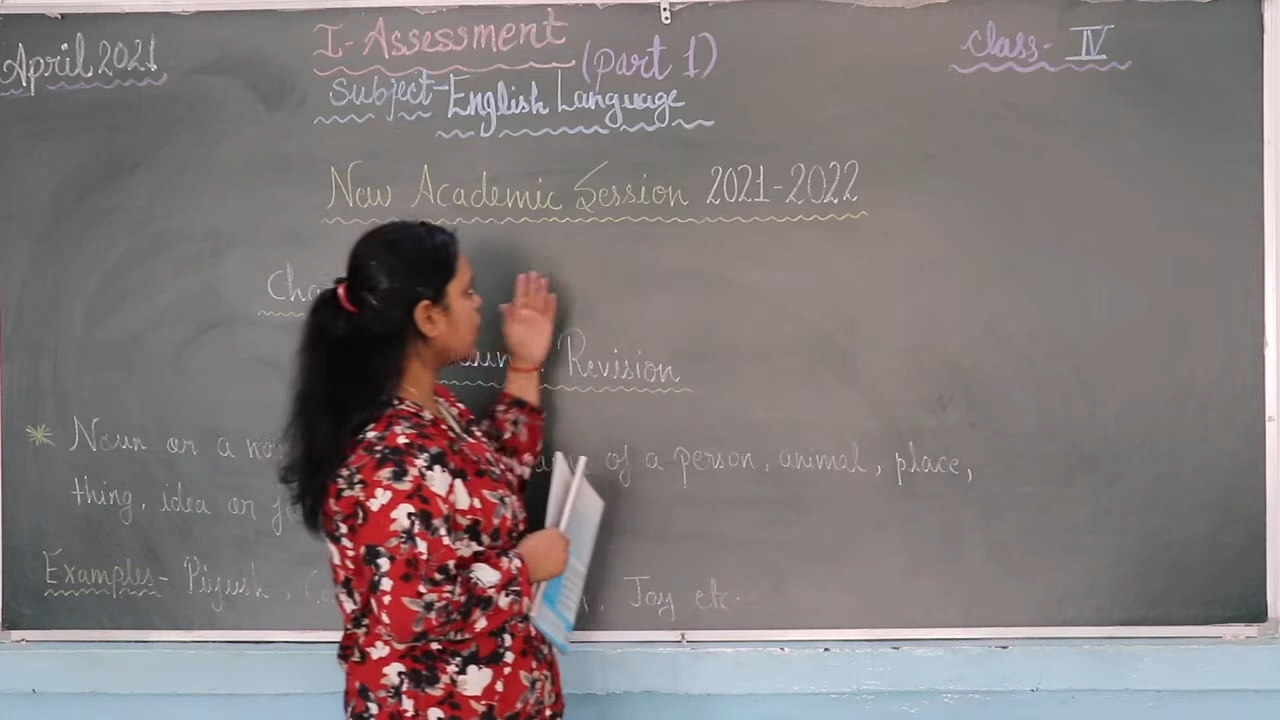 April 2021
I-Assessment (part 1)
Class- IV
Subject-English Language
New Academic Session 2021-2022
: Revision
Noun or a of a person, animal, place,
thing, idea or
Examples- Piyush, , Joy etc.